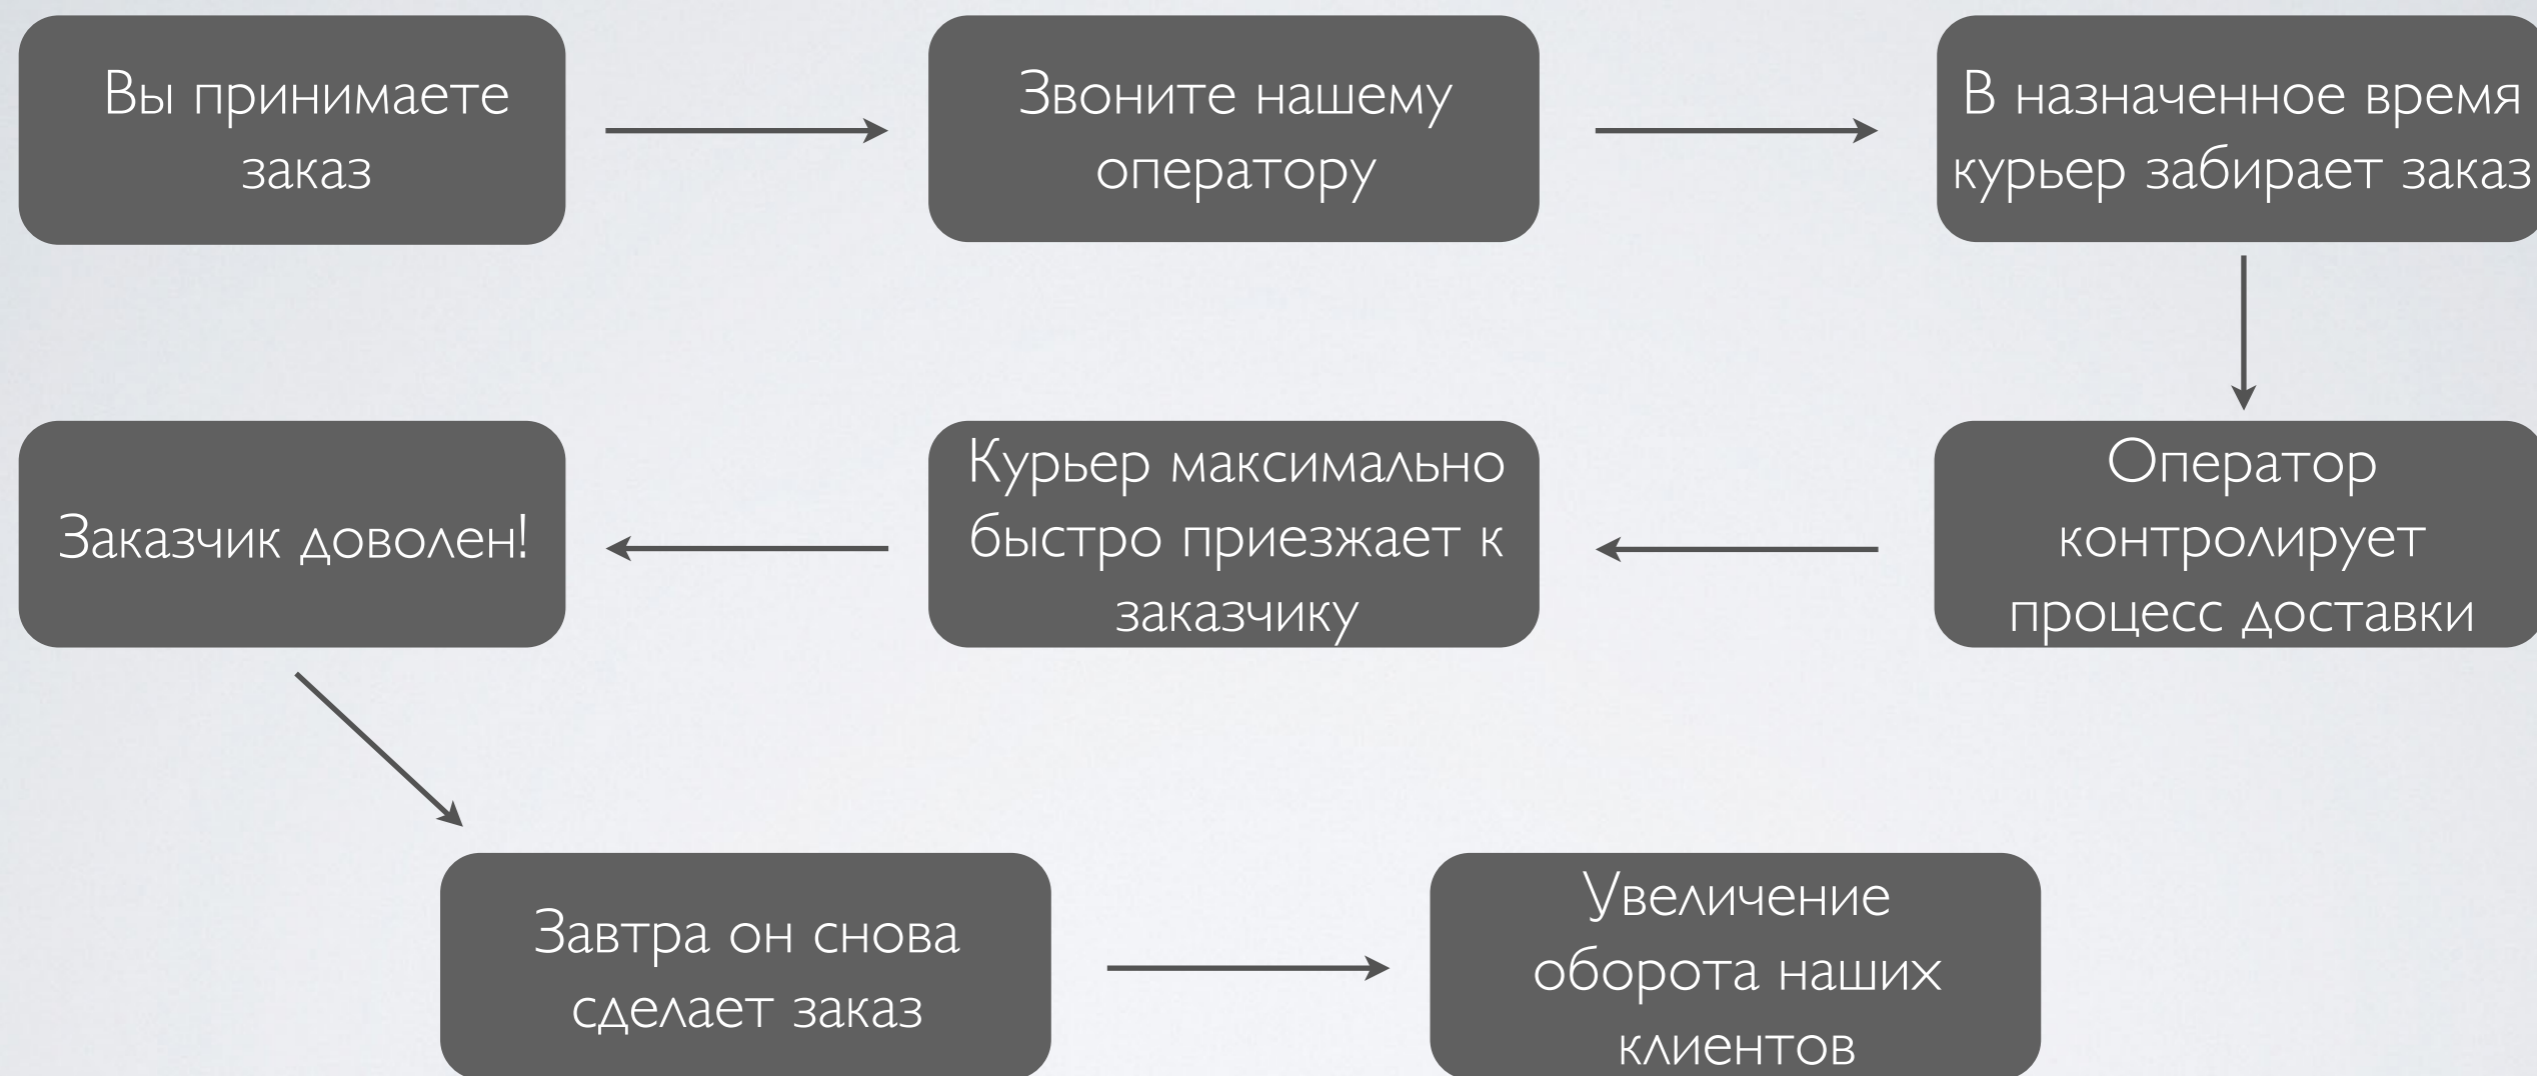 Вы принимаете
заказ
Звоните нашему
оператору
В назначенное время
курьер забирает заказ
Оператор
контролирует
процесс доставки
Курьер максимально
быстро приезжает к
заказчику
Заказчик доволен!
Завтра он снова
сделает заказ
Увеличение
оборота наших
клиентов